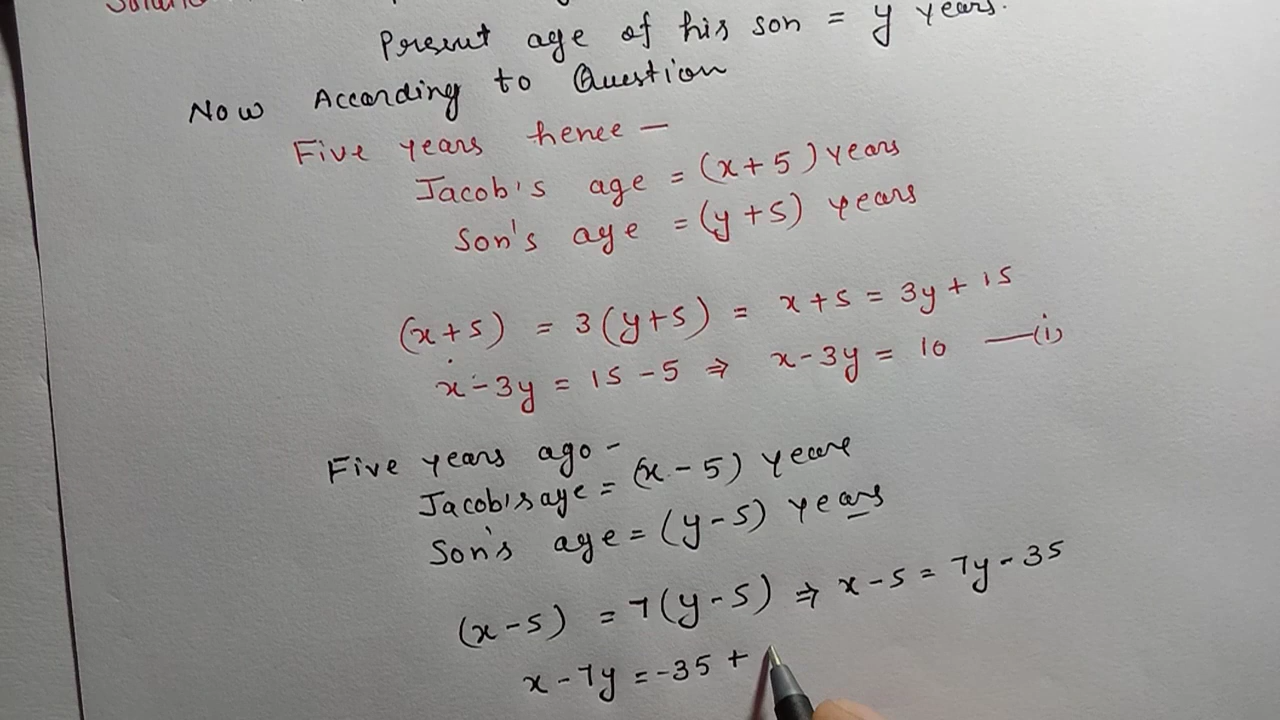 Present age of his son = y years.
Now According to Question
Five years hence —
Jacob's age = (x+5) years
Son's age = (y+5) years
(x+5) = 3(y+5) = x+5 = 3y+15
x-3y = 15-5 ⇒ x-3y = 10 —(i)
Five years ago -
Jacob's age = (x-5) years
Son's age = (y-5) years
(x-5) = 7(y-5) ⇒ x-5 = 7y-35
x-7y = -35 +